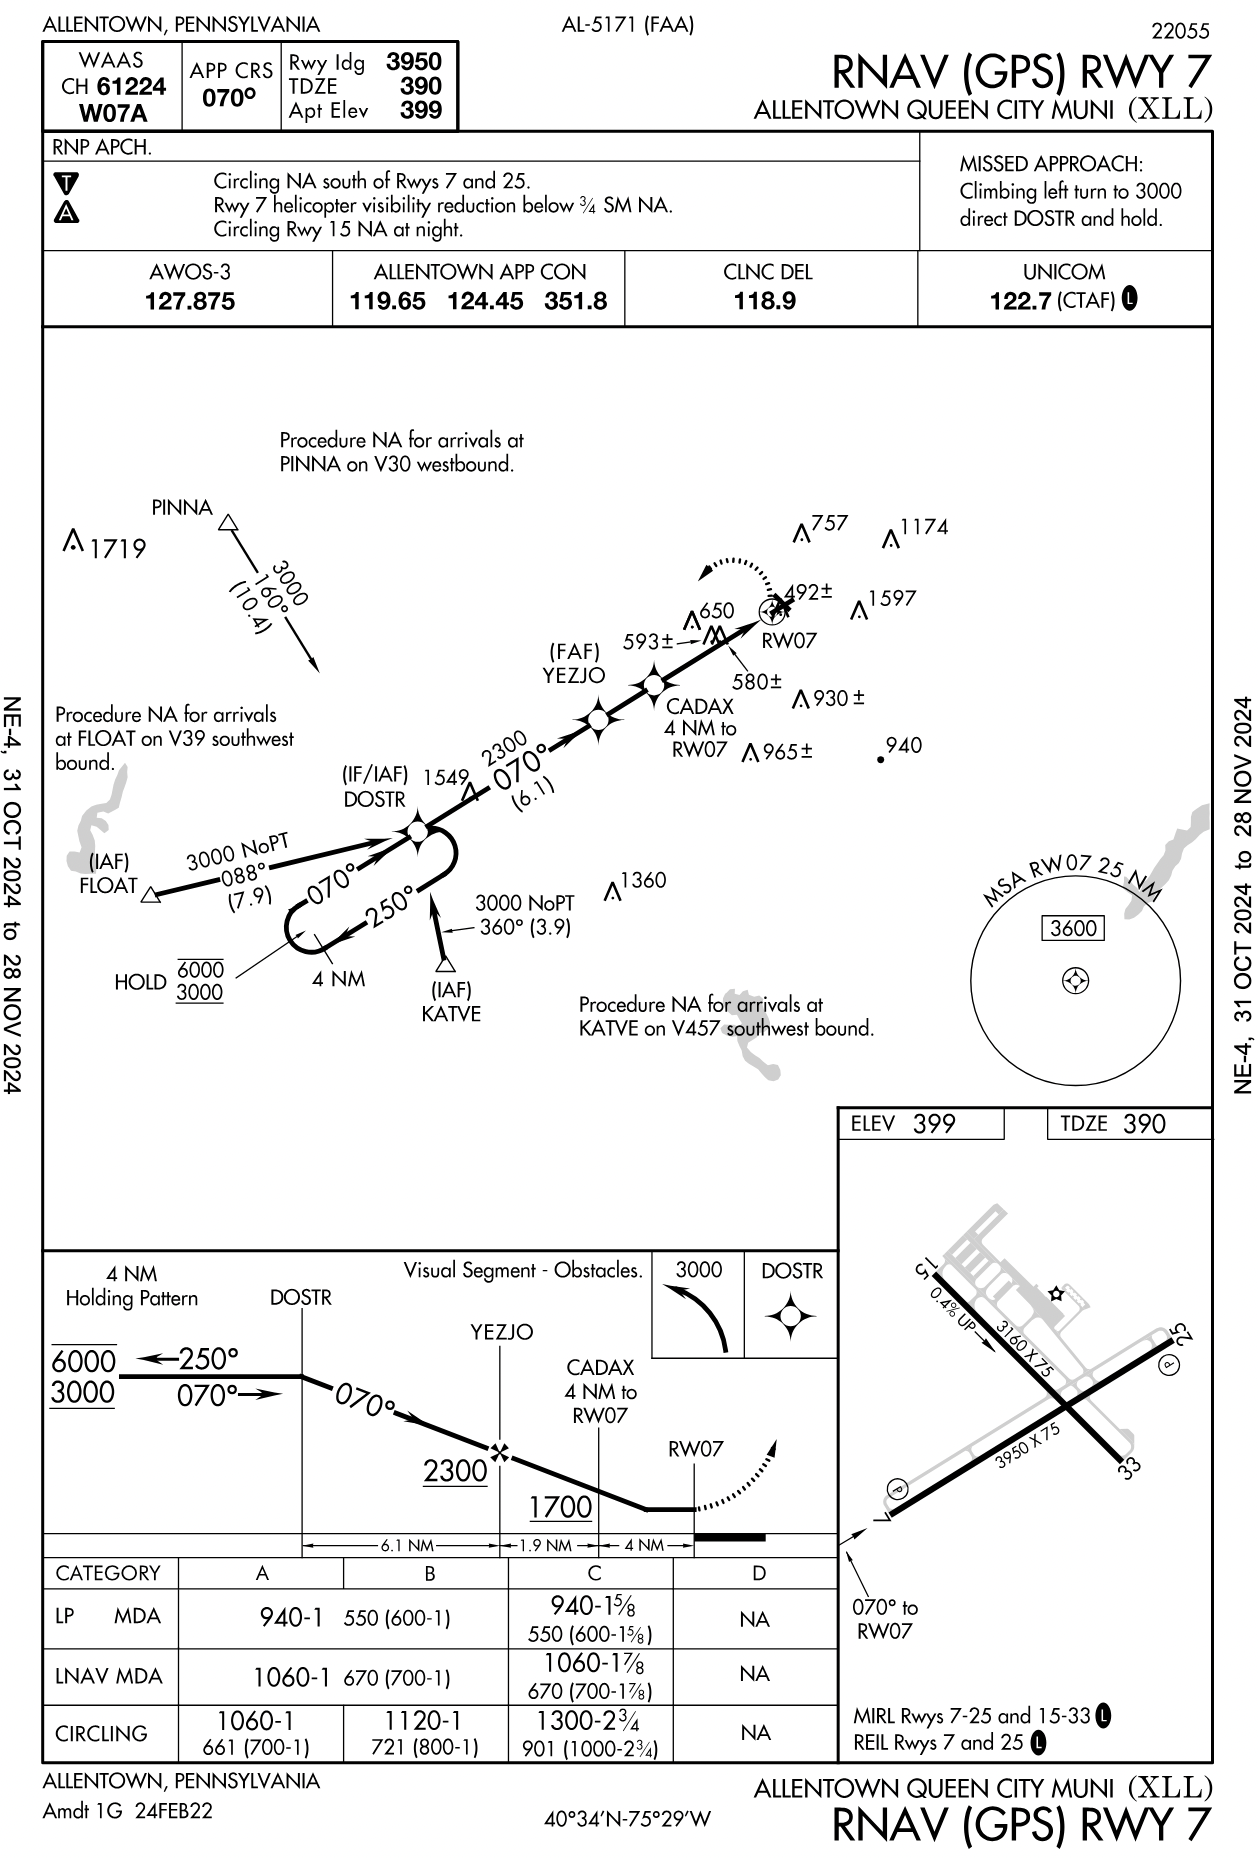 ALLENTOWN, PENNSYLVANIA
AL-5171 (FAA)
22055
WAAS
CH 61224
W07A
APP CRS
070°
Rwy Idg 3950
TDZE 390
Apt Elev 399
RNAV (GPS) RWY 7
ALLENTOWN QUEEN CITY MUNI (XLL)
RNP APCH.
T
A
Circling NA south of Rwys 7 and 25.
Rwy 7 helicopter visibility reduction below ¾ SM NA.
Circling Rwy 15 NA at night.
MISSED APPROACH:
Climbing left turn to 3000
direct DOSTR and hold.
AWOS-3
127.875
ALLENTOWN APP CON
119.65 124.45 351.8
CLNC DEL
118.9
UNICOM
122.7 (CTAF) L
Procedure NA for arrivals at
PINNA on V30 westbound.
PINNA
1719
3000
160°
(10.4)
757
1174
492±
1597
650
593±
RW07
580±
(FAF)
YEZJO
CADAX
4 NM to
RW07
930 ±
965±
940
Procedure NA for arrivals
at FLOAT on V39 southwest
bound.
(IF/IAF)
DOSTR
1549
2300
070°
(6.1)
(IAF)
FLOAT
3000 NoPT
088°
(7.9)
070°
250°
1360
3000 NoPT
360° (3.9)
HOLD 6000
3000
4 NM
(IAF)
KATVE
Procedure NA for arrivals at
KATVE on V457 southwest bound.
MSA RW07 25 NM
3600
NE-4, 31 OCT 2024 to 28 NOV 2024
NE-4, 31 OCT 2024 to 28 NOV 2024
ELEV 399
TDZE 390
15
0.4% UP
3160 X 75
25
P
3950 X 75
33
P
7
070° to
RW07
MIRL Rwys 7-25 and 15-33 L
REIL Rwys 7 and 25 L
4 NM
Holding Pattern
DOSTR
Visual Segment - Obstacles.
3000
DOSTR
YEZJO
CADAX
4 NM to
RW07
RW07
6000
3000
250°
070°
070°
2300
1700
6.1 NM
1.9 NM
4 NM
CATEGORY A B C D
LP MDA 940-1 550 (600-1) 940-1⅝ NA
550 (600-1⅝)
LNAV MDA 1060-1 670 (700-1) 1060-1⅞ NA
670 (700-1⅞)
CIRCLING 1060-1 1120-1 1300-2¾ NA
661 (700-1) 721 (800-1) 901 (1000-2¾)
ALLENTOWN, PENNSYLVANIA
Amdt 1G 24FEB22
40°34′N-75°29′W
ALLENTOWN QUEEN CITY MUNI (XLL)
RNAV (GPS) RWY 7